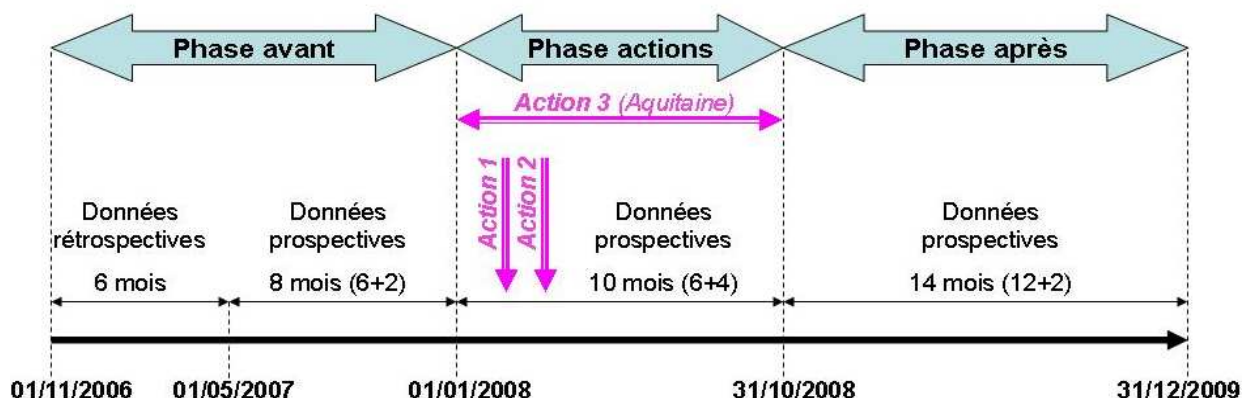 Phase avant
Phase actions
Phase après
Action 3 (Aquitaine)
Action 1
Action 2
Données
rétrospectives
6 mois
Données
prospectives
8 mois (6+2)
Données
prospectives
10 mois (6+4)
Données
prospectives
14 mois (12+2)
01/11/2006
01/05/2007
01/01/2008
31/10/2008
31/12/2009